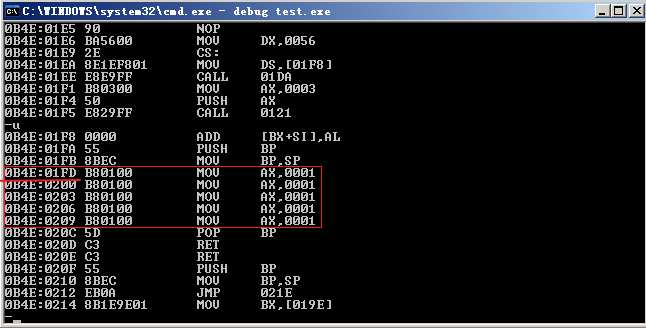 C:\WINDOWS\system32\cmd.exe - debug test.exe
0B4E:01E5 90 NOP
0B4E:01E6 BA5600 MOV DX,0056
0B4E:01E9 2E CS:
0B4E:01EA 8E1EF801 MOV DS,[01F8]
0B4E:01EE E8E9FF CALL 01DA
0B4E:01F1 B80300 MOV AX,0003
0B4E:01F4 50 PUSH AX
0B4E:01F5 E829FF CALL 0121
-u
0B4E:01F8 0000 ADD [BX+SI],AL
0B4E:01FA 55 PUSH BP
0B4E:01FB 8BEC MOV BP,SP
0B4E:01FD B80100 MOV AX,0001
0B4E:0200 B80100 MOV AX,0001
0B4E:0203 B80100 MOV AX,0001
0B4E:0206 B80100 MOV AX,0001
0B4E:0209 B80100 MOV AX,0001
0B4E:020C 5D POP BP
0B4E:020D C3 RET
0B4E:020E C3 RET
0B4E:020F 55 PUSH BP
0B4E:0210 8BEC MOV BP,SP
0B4E:0212 EB0A JMP 021E
0B4E:0214 8B1E9E01 MOV BX,[019E]
-